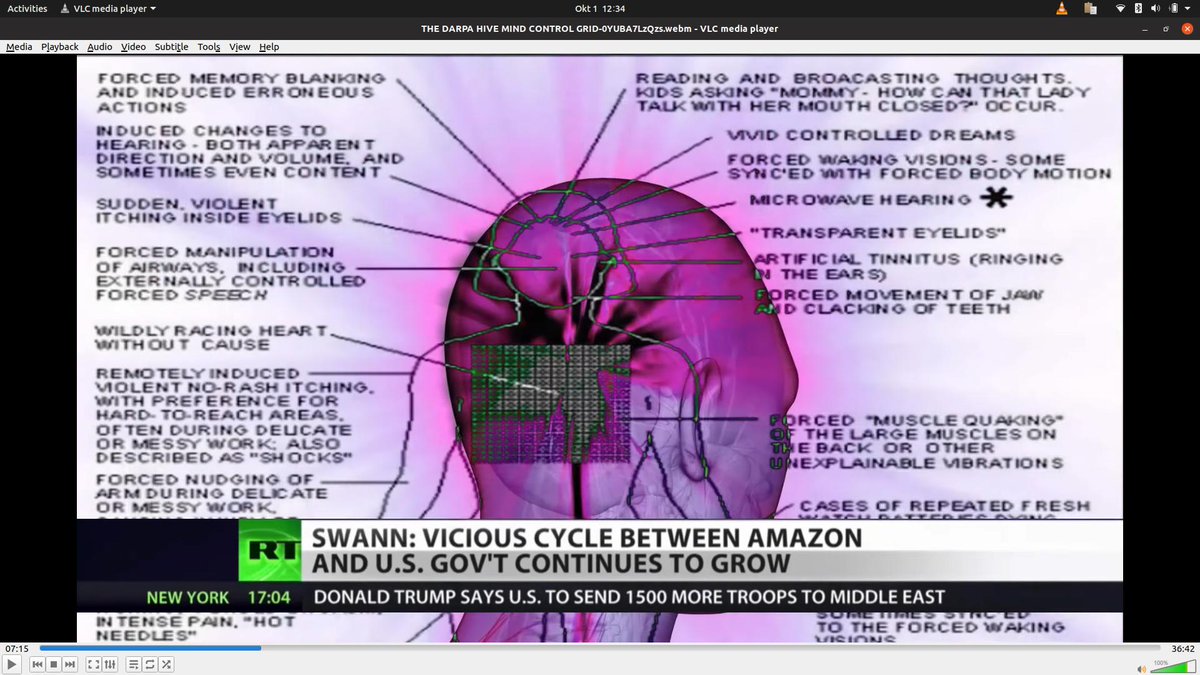 Activities
VLC media player
Okt 1 12:34
THE DARPA HIVE MIND CONTROL GRID-0YUBA7LzQzs.webm - VLC media player
Media Playback Audio Video Subtitle Tools View Help
FORCED MEMORY BLANKING
AND INDUCED ERRONEOUS
ACTIONS
INDUCED CHANGES TO
HEARING - BOTH APPARENT
DIRECTION AND VOLUME, AND
SOMETIMES EVEN CONTENT
SUDDEN, VIOLENT
ITCHING INSIDE EYELIDS
FORCED MANIPULATION
OF AIRWAYS, INCLUDING
EXTERNALLY CONTROLLED
FORCED SPEECH
WILDLY RACING HEART
WITHOUT CAUSE
REMOTELY INDUCED
VIOLENT NO-RASH ITCHING,
WITH PREFERENCE FOR
HARD-TO-REACH AREAS,
OFTEN DURING DELICATE
OR MESSY WORK; ALSO
DESCRIBED AS "SHOCKS"
FORCED NUDGING OF
ARM DURING DELICATE
OR MESSY WORK,
READING AND BROACASTING THOUGHTS.
KIDS ASKING "MOMMY - HOW CAN THAT LADY
TALK WITH HER MOUTH CLOSED?" OCCUR.
VIVID CONTROLLED DREAMS
FORCED WAKING VISIONS - SOME
SYNC'ED WITH FORCED BODY MOTION
MICROWAVE HEARING *
"TRANSPARENT EYELIDS"
ARTIFICIAL TINNITUS (RINGING
IN THE EARS)
FORCED MOVEMENT OF JAW
AND CLACKING OF TEETH
FORCED "MUSCLE QUAKING"
OF THE LARGE MUSCLES ON
THE BACK OR OTHER
UNEXPLAINABLE VIBRATIONS
CASES OF REPEATED FRESH
WATCH BATTERIES DYING
RT
SWANN: VICIOUS CYCLE BETWEEN AMAZON
AND U.S. GOV'T CONTINUES TO GROW
NEW YORK 17:04
DONALD TRUMP SAYS U.S. TO SEND 1500 MORE TROOPS TO MIDDLE EAST
INTENSE PAIN, "HOT
NEEDLES"
SOMETIMES SYNC'ED
TO THE FORCED WAKING
VISIONS
07:15
36:42
100%